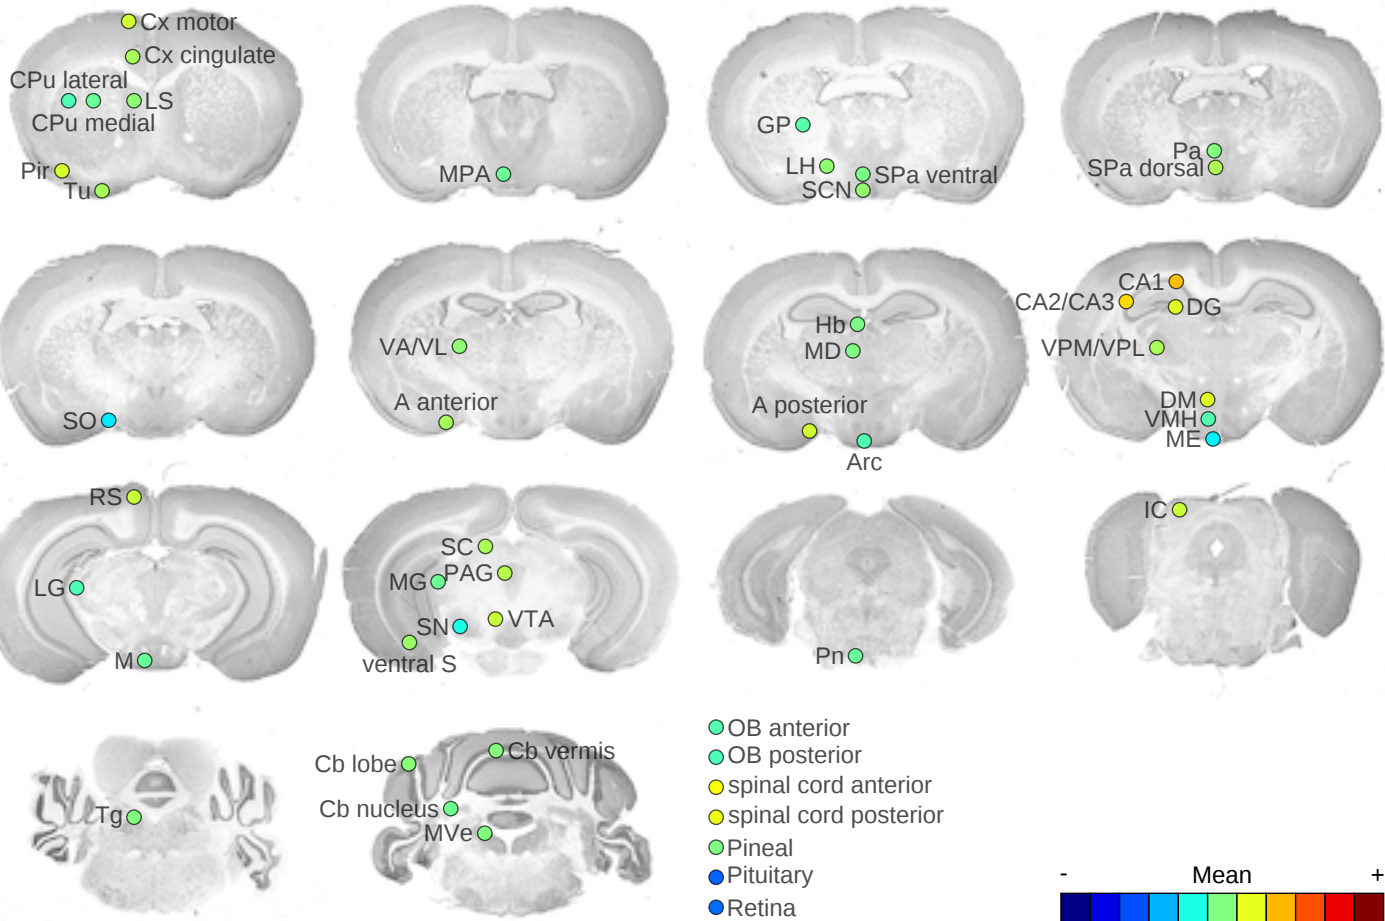 Cx motor
Cx cingulate
CPu lateral
LS
CPu medial
Pir
Tu
MPA
GP
LH
SPa ventral
SCN
Pa
SPa dorsal
SO
VA/VL
A anterior
Hb
MD
A posterior
Arc
CA1
CA2/CA3
DG
VPM/VPL
DM
VMH
ME
RS
LG
M
SC
PAG
MG
VTA
SN
ventral S
Pn
IC
Tg
Cb lobe
Cb vermis
Cb nucleus
MVe
OB anterior
OB posterior
spinal cord anterior
spinal cord posterior
Pineal
Pituitary
Retina
- Mean +